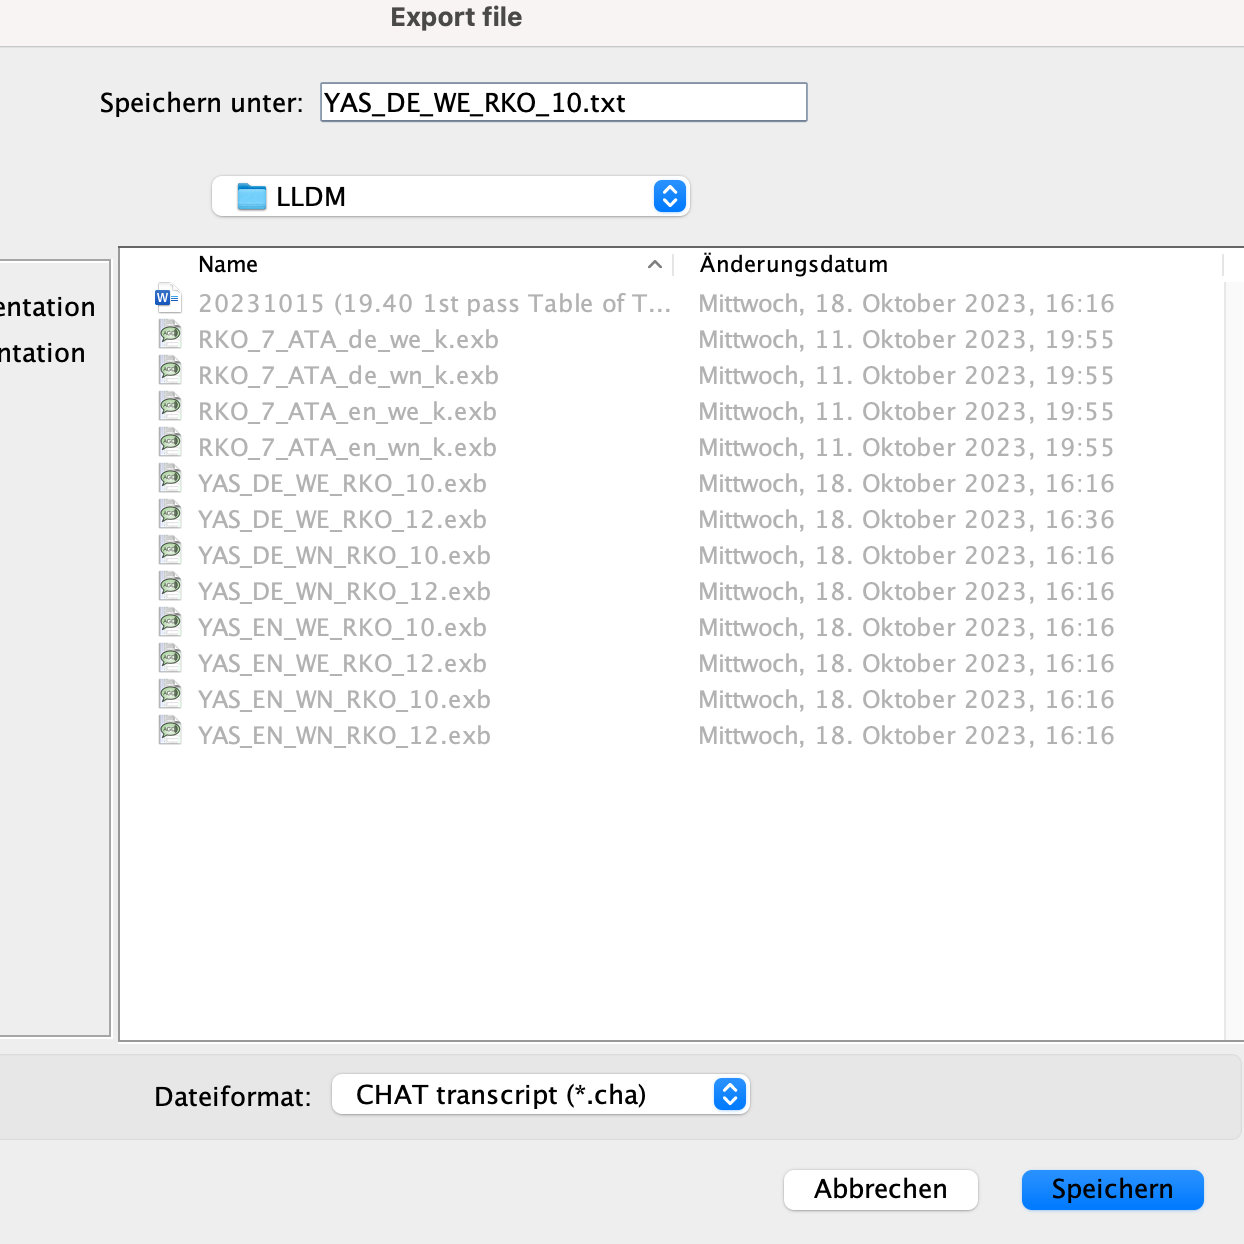 Export file
Speichern unter: YAS_DE_WE_RKO_10.txt
LLDM
Name Änderungsdatum
entation
ntation
20231015 (19.40 1st pass Table of T... Mittwoch, 18. Oktober 2023, 16:16
RKO_7_ATA_de_we_k.exb Mittwoch, 11. Oktober 2023, 19:55
RKO_7_ATA_de_wn_k.exb Mittwoch, 11. Oktober 2023, 19:55
RKO_7_ATA_en_we_k.exb Mittwoch, 11. Oktober 2023, 19:55
RKO_7_ATA_en_wn_k.exb Mittwoch, 11. Oktober 2023, 19:55
YAS_DE_WE_RKO_10.exb Mittwoch, 18. Oktober 2023, 16:16
YAS_DE_WE_RKO_12.exb Mittwoch, 18. Oktober 2023, 16:36
YAS_DE_WN_RKO_10.exb Mittwoch, 18. Oktober 2023, 16:16
YAS_DE_WN_RKO_12.exb Mittwoch, 18. Oktober 2023, 16:16
YAS_EN_WE_RKO_10.exb Mittwoch, 18. Oktober 2023, 16:16
YAS_EN_WE_RKO_12.exb Mittwoch, 18. Oktober 2023, 16:16
YAS_EN_WN_RKO_10.exb Mittwoch, 18. Oktober 2023, 16:16
YAS_EN_WN_RKO_12.exb Mittwoch, 18. Oktober 2023, 16:16
Dateiformat: CHAT transcript (*.cha)
Abbrechen Speichern